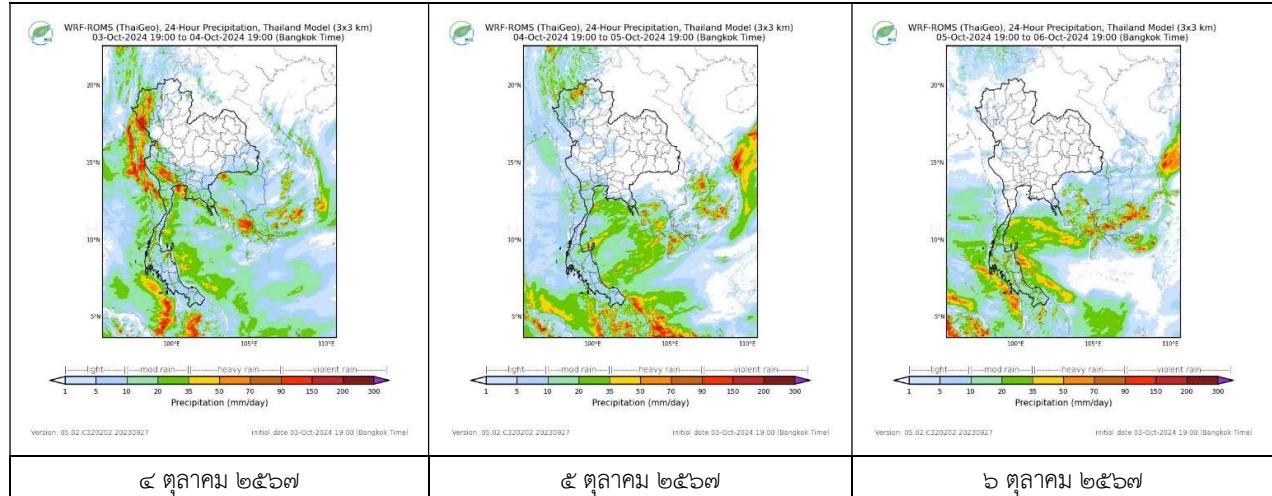 WRF-ROMS (ThaiGeo), 24-Hour Precipitation, Thailand Model (3x3 km)
03-Oct-2024 19:00 to 04-Oct-2024 19:00 (Bangkok Time)
20°N
15°N
10°N
5°N
100°E 105°E 110°E
|------light------||----mod rain----||------heavy rain------||------violent rain------|
1 5 10 20 35 50 70 90 150 200 300
Precipitation (mm/day)
Version: 05.02.C320202 20230927 initial date 03-Oct-2024 19:00 (Bangkok Time)
๔ ตุลาคม ๒๕๖๗
WRF-ROMS (ThaiGeo), 24-Hour Precipitation, Thailand Model (3x3 km)
04-Oct-2024 19:00 to 05-Oct-2024 19:00 (Bangkok Time)
20°N
15°N
10°N
5°N
100°E 105°E 110°E
|------light------||----mod rain----||------heavy rain------||------violent rain------|
1 5 10 20 35 50 70 90 150 200 300
Precipitation (mm/day)
Version: 05.02.C320202 20230927 initial date 03-Oct-2024 19:00 (Bangkok Time)
๕ ตุลาคม ๒๕๖๗
WRF-ROMS (ThaiGeo), 24-Hour Precipitation, Thailand Model (3x3 km)
05-Oct-2024 19:00 to 06-Oct-2024 19:00 (Bangkok Time)
20°N
15°N
10°N
5°N
100°E 105°E 110°E
|------light------||----mod rain----||------heavy rain------||------violent rain------|
1 5 10 20 35 50 70 90 150 200 300
Precipitation (mm/day)
Version: 05.02.C320202 20230927 initial date 03-Oct-2024 19:00 (Bangkok Time)
๖ ตุลาคม ๒๕๖๗